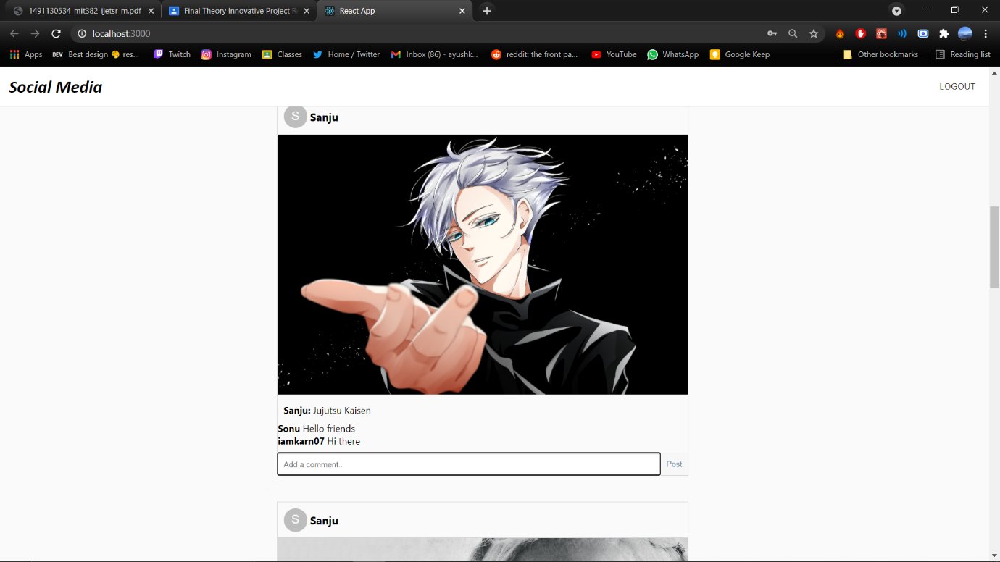 1491130534_mit382_ijetsr_m.pdf
Final Theory Innovative Project R
React App
localhost:3000
Apps
DEV Best design 🎨 res...
Twitch
Instagram
Classes
Home / Twitter
Inbox (86) - ayushk...
reddit: the front pa...
YouTube
WhatsApp
Google Keep
Other bookmarks
Reading list
Social Media
LOGOUT
S Sanju
Sanju: Jujutsu Kaisen
Sonu Hello friends
iamkarn07 Hi there
Add a comment..
Post
S Sanju